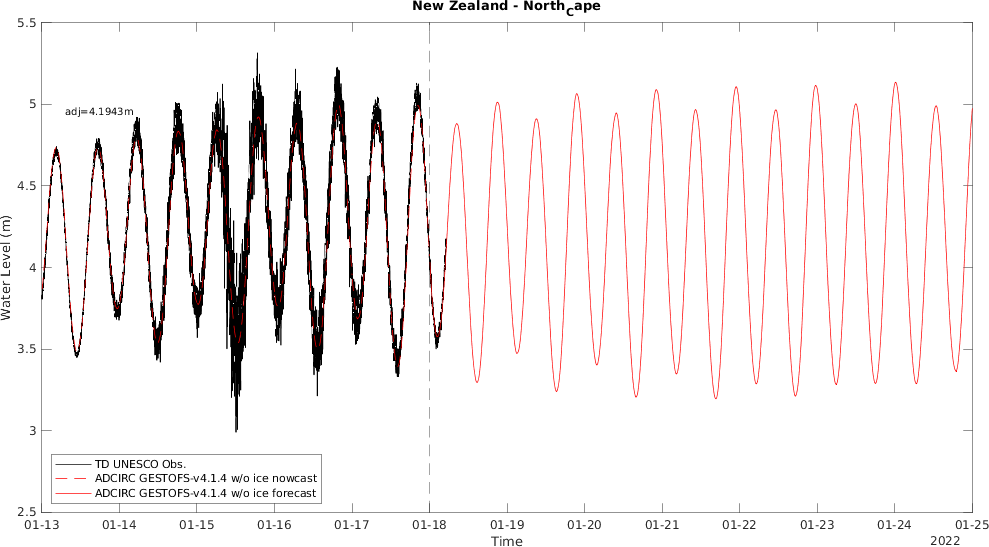 New Zealand - NorthCape
5.5
5
4.5
4
3.5
3
2.5
Water Level (m)
adj=4.1943m
TD UNESCO Obs.
ADCIRC GESTOFS-v4.1.4 w/o ice nowcast
ADCIRC GESTOFS-v4.1.4 w/o ice forecast
01-13 01-14 01-15 01-16 01-17 01-18 01-19 01-20 01-21 01-22 01-23 01-24 01-25
Time
2022